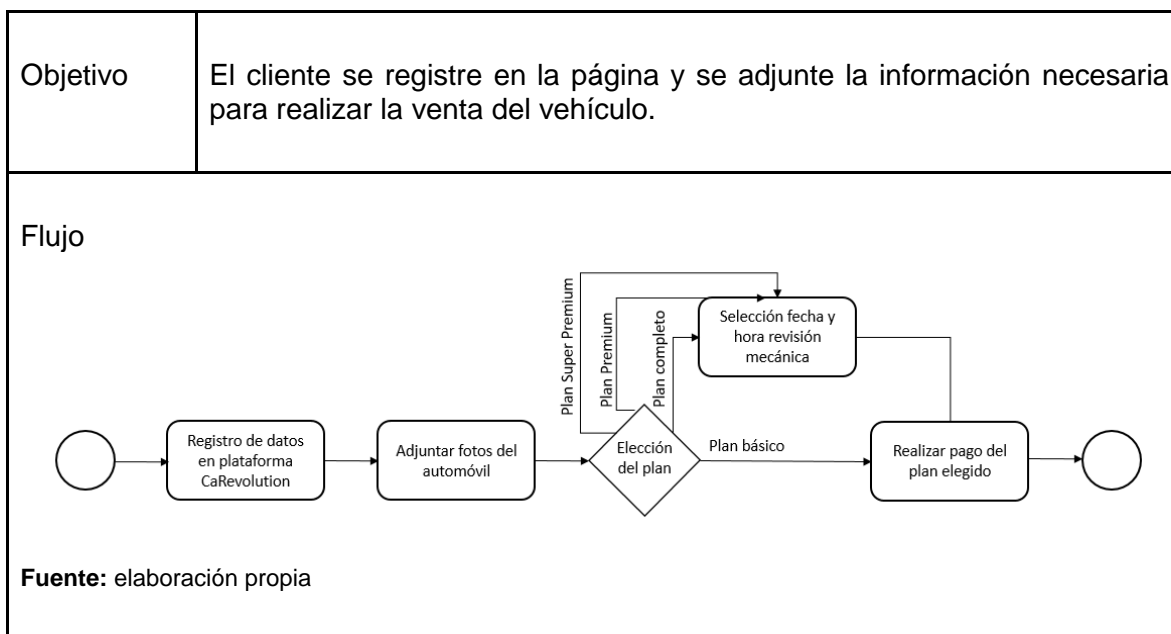 Objetivo
El cliente se registre en la página y se adjunte la información necesaria
para realizar la venta del vehículo.
Flujo
Plan Super Premium
Plan Premium
Plan completo
Selección fecha y
hora revisión
mecánica
Registro de datos
en plataforma
CaRevolution
Adjuntar fotos del
automóvil
Elección
del plan
Plan básico
Realizar pago del
plan elegido
Fuente: elaboración propia